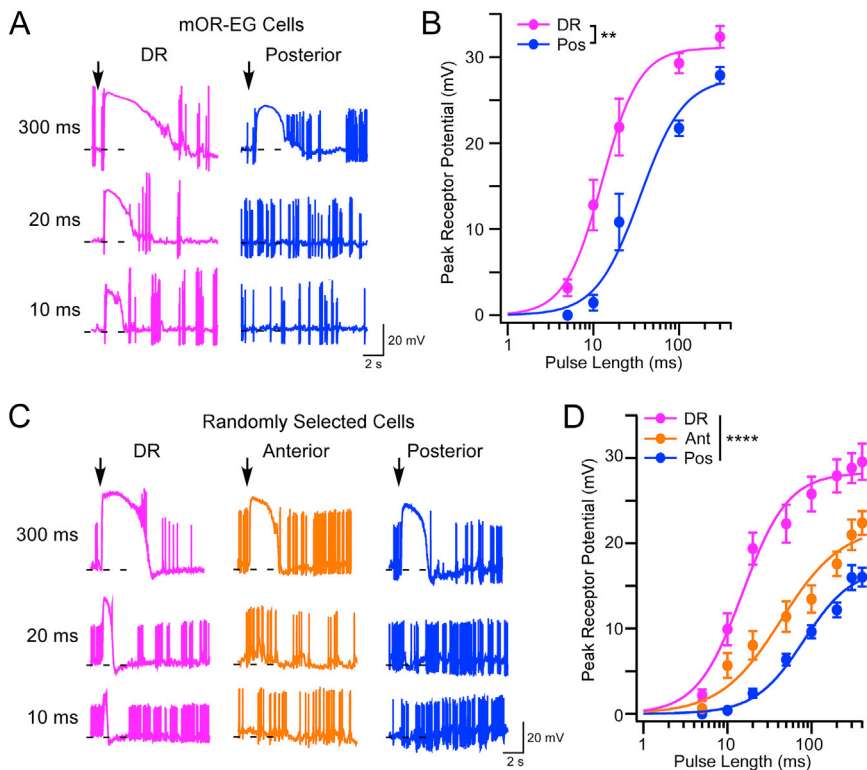 A
mOR-EG Cells
DR Posterior
300 ms
20 ms
10 ms
20 mV
2 s
B
DR
Pos
**
Peak Receptor Potential (mV)
30
20
10
0
1 10 100
Pulse Length (ms)
C
Randomly Selected Cells
DR Anterior Posterior
300 ms
20 ms
10 ms
20 mV
2 s
D
DR
Ant
Pos
****
Peak Receptor Potential (mV)
30
20
10
0
1 10 100
Pulse Length (ms)